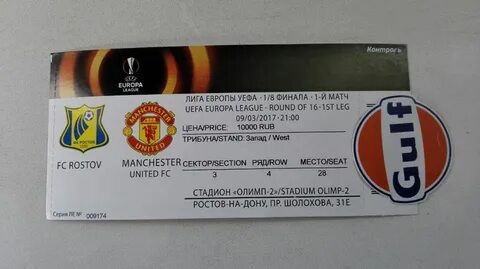 Контроль
EUROPA
LEAGUE
ЛИГА ЕВРОПЫ УЕФА - 1/8 ФИНАЛА - 1-Й МАТЧ
UEFA EUROPA LEAGUE - ROUND OF 16-1ST LEG
09/03/2017-21:00
ЦЕНА/PRICE: 10000 RUB
ТРИБУНА/STAND: Запад / West
MANCHESTER
UNITED
FC ROSTOV
MANCHESTER
UNITED FC
СЕКТОР/SECTION РЯД/ROW МЕСТО/SEAT
3 4 28
СТАДИОН «ОЛИМП-2»/STADIUM OLIMP-2
РОСТОВ-НА-ДОНУ, ПР. ШОЛОХОВА, 31Е
Серия ЛЕ № 009174
Gulf